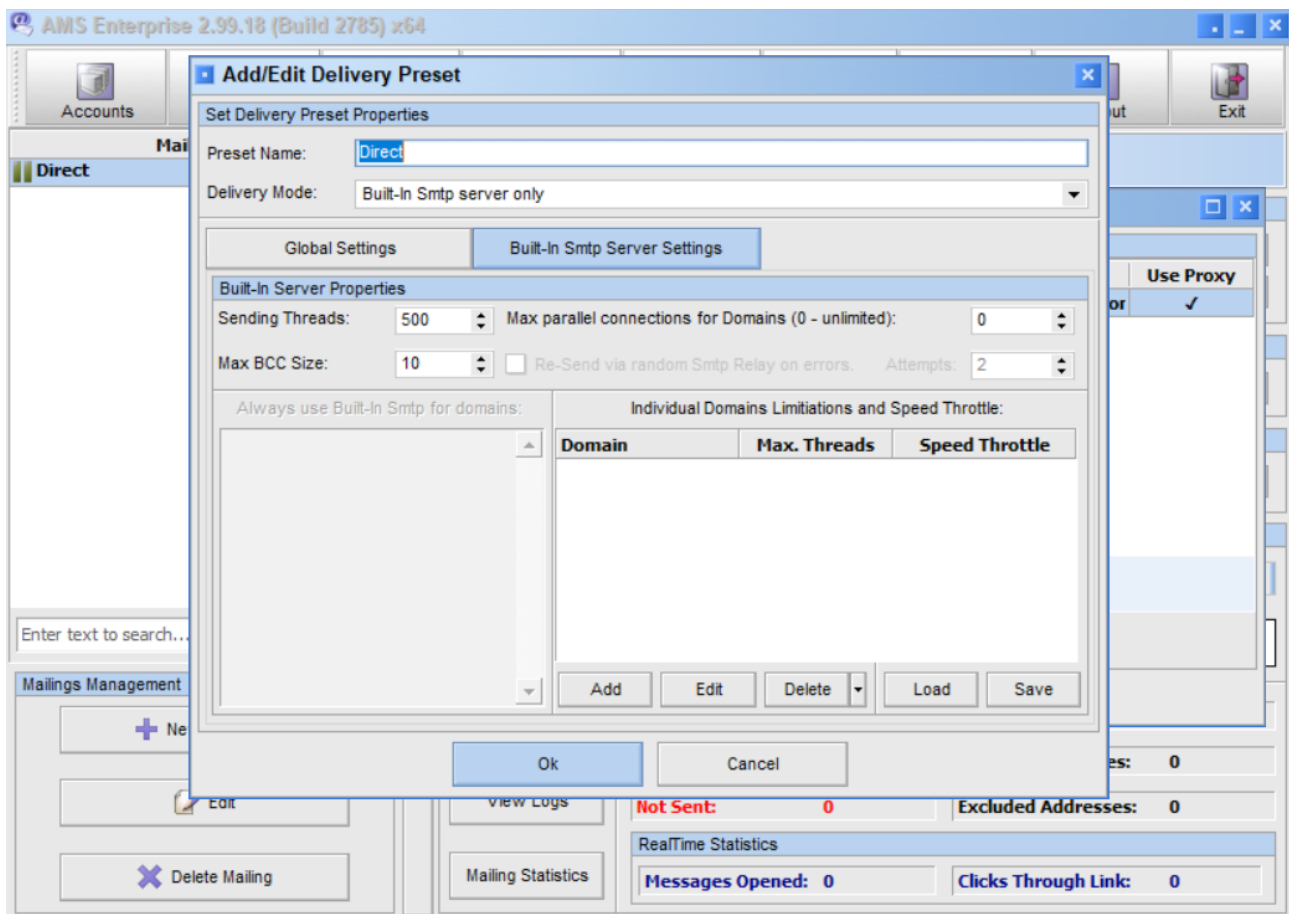 AMS Enterprise 2.99.18 (Build 2785) x64
Accounts
Exit
Add/Edit Delivery Preset
Set Delivery Preset Properties
Preset Name: Direct
Delivery Mode: Built-In Smtp server only
Direct
Global Settings
Built-In Smtp Server Settings
Use Proxy
Built-In Server Properties
Sending Threads: 500 Max parallel connections for Domains (0 - unlimited): 0
Max BCC Size: 10 Re-Send via random Smtp Relay on errors. Attempts: 2
Always use Built-In Smtp for domains:
Individual Domains Limitiations and Speed Throttle:
Domain Max. Threads Speed Throttle
Add Edit Delete Load Save
Ok Cancel
Enter text to search...
Mailings Management
Edit
Delete Mailing
View Logs
Mailing Statistics
0
Not Sent: 0
Excluded Addresses: 0
RealTime Statistics
Messages Opened: 0
Clicks Through Link: 0